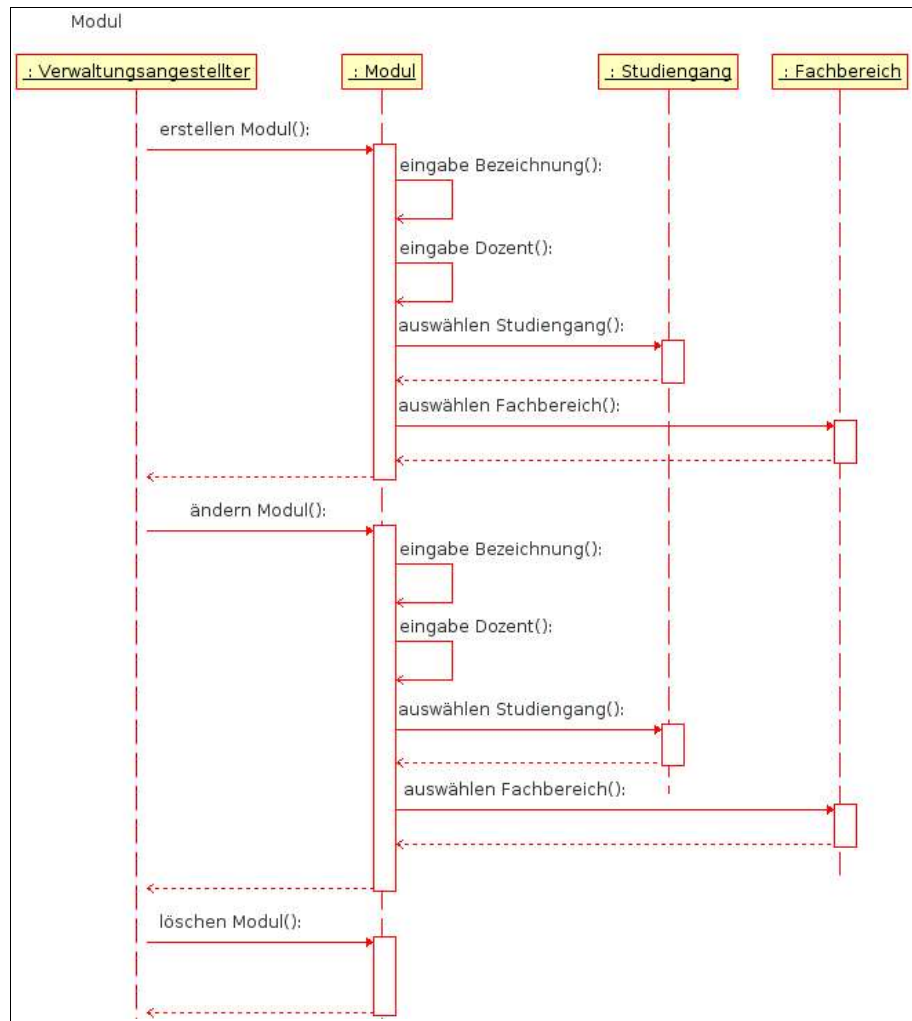 Modul
: Verwaltungsangestellter
: Modul
: Studiengang
: Fachbereich
erstellen Modul():
eingabe Bezeichnung():
eingabe Dozent():
auswählen Studiengang():
auswählen Fachbereich():
ändern Modul():
eingabe Bezeichnung():
eingabe Dozent():
auswählen Studiengang():
auswählen Fachbereich():
löschen Modul():